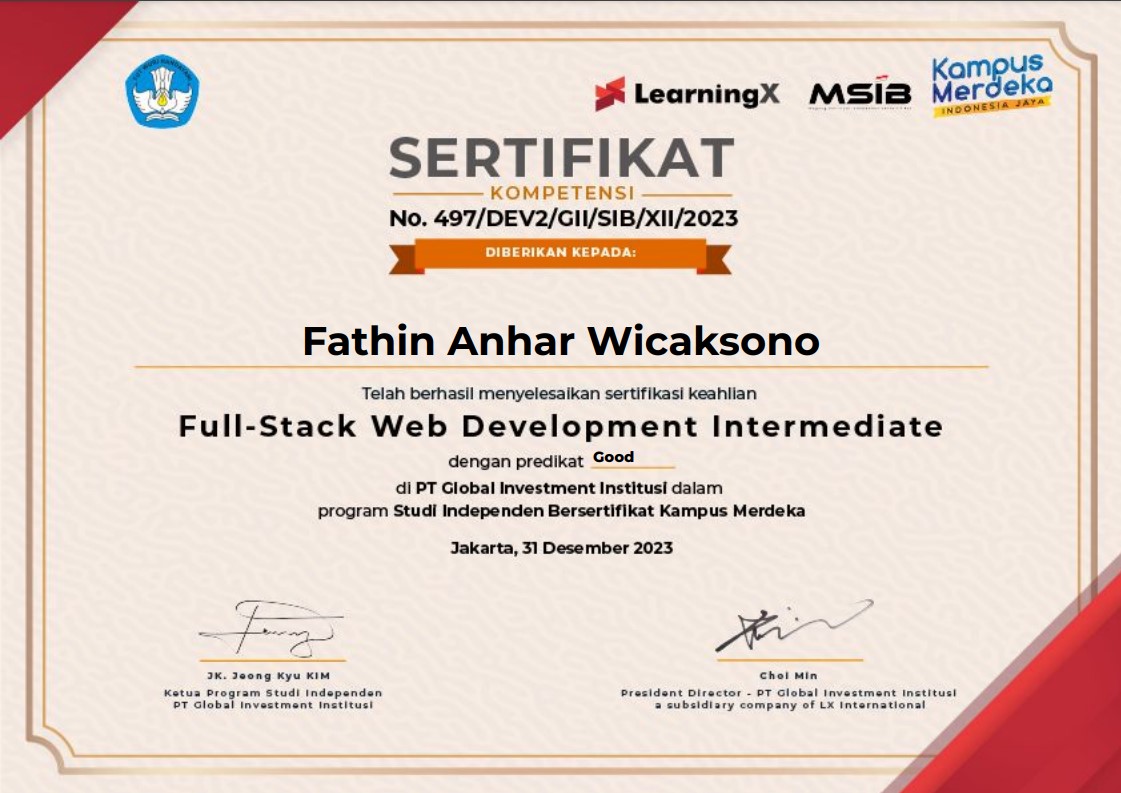 LearningX
MSIB
Kampus
Merdeka
INDONESIA JAYA
SERTIFIKAT
KOMPETENSI
No. 497/DEV2/GII/SIB/XII/2023
DIBERIKAN KEPADA:
Fathin Anhar Wicaksono
Telah berhasil menyelesaikan sertifikasi keahlian
Full-Stack Web Development Intermediate
dengan predikat Good
di PT Global Investment Institusi dalam
program Studi Independen Bersertifikat Kampus Merdeka
Jakarta, 31 Desember 2023
JK. Jeong Kyu KIM
Ketua Program Studi Independen
PT Global Investment Institusi
Choi Min
President Director - PT Global Investment Institusi
a subsidiary company of LX International